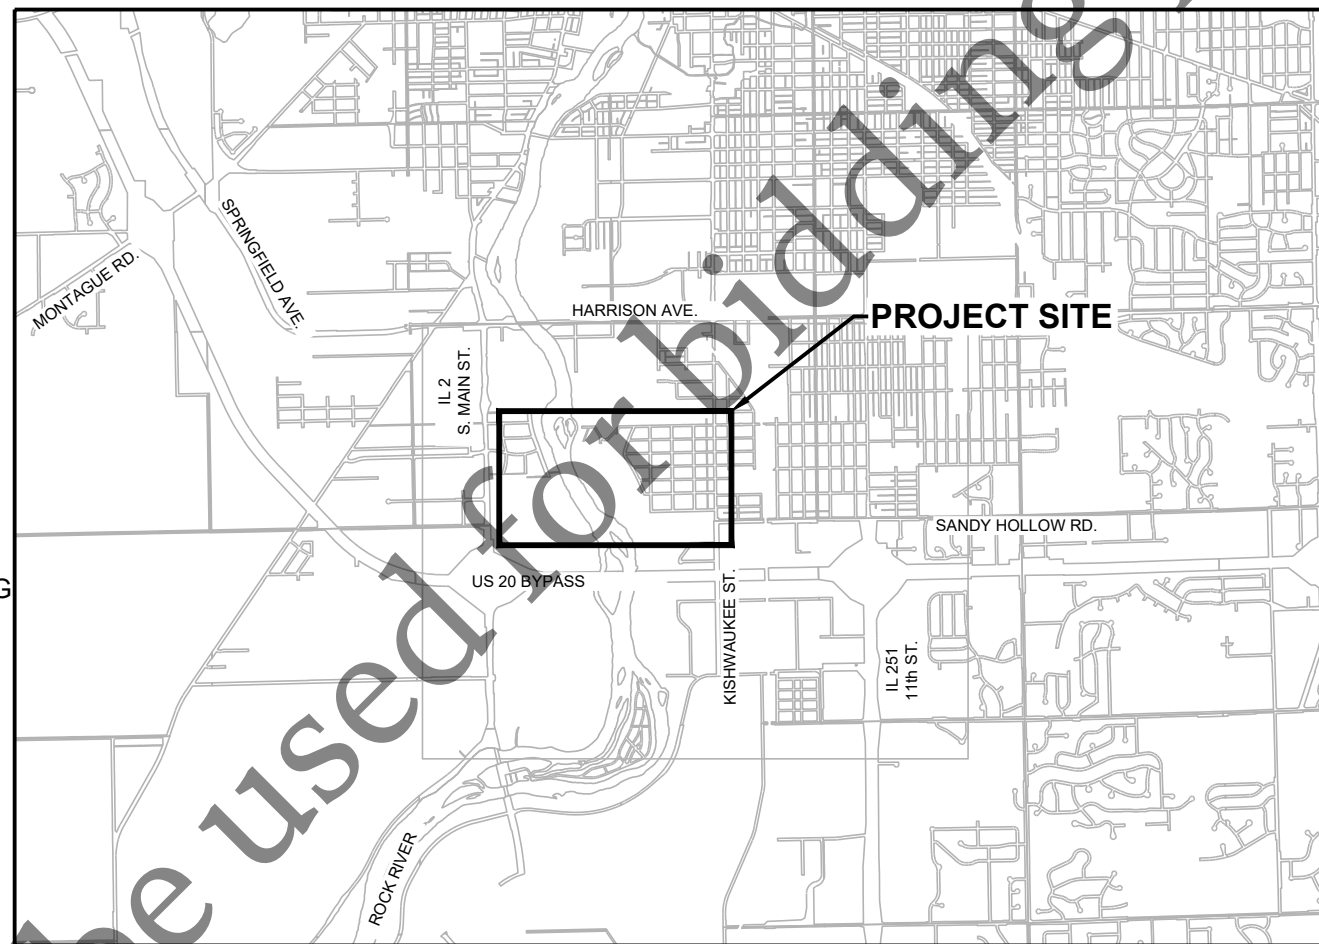 SPRINGFIELD AVE.
MONTAGUE RD.
HARRISON AVE.
PROJECT SITE
IL 2
S. MAIN ST.
SANDY HOLLOW RD.
US 20 BYPASS
G
KISHWAUKEE ST.
IL 251
11th ST.
ROCK RIVER
be used for bidding